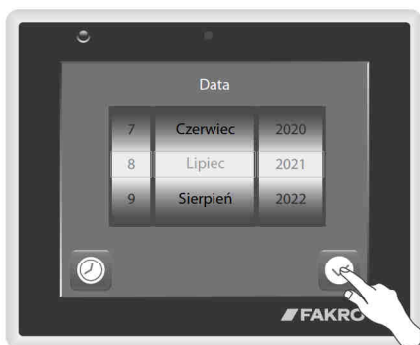 Data
7 Czerwiec 2020
8 Lipiec 2021
9 Sierpień 2022
FAKRO